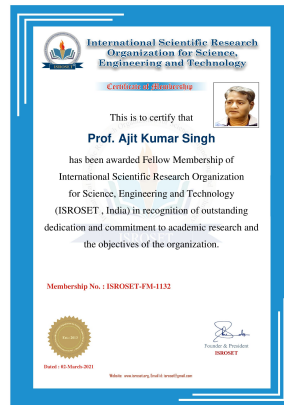 International Scientific Research
Organization for Science,
Engineering and Technology
ISROSET
Certificate of Membership
This is to certify that
Prof. Ajit Kumar Singh
has been awarded Fellow Membership of
International Scientific Research Organization
for Science, Engineering and Technology
(ISROSET , India) in recognition of outstanding
dedication and commitment to academic research and
the objectives of the organization.
Membership No. : ISROSET-FM-1132
Founder & President
ISROSET
Dated : 02-March-2021